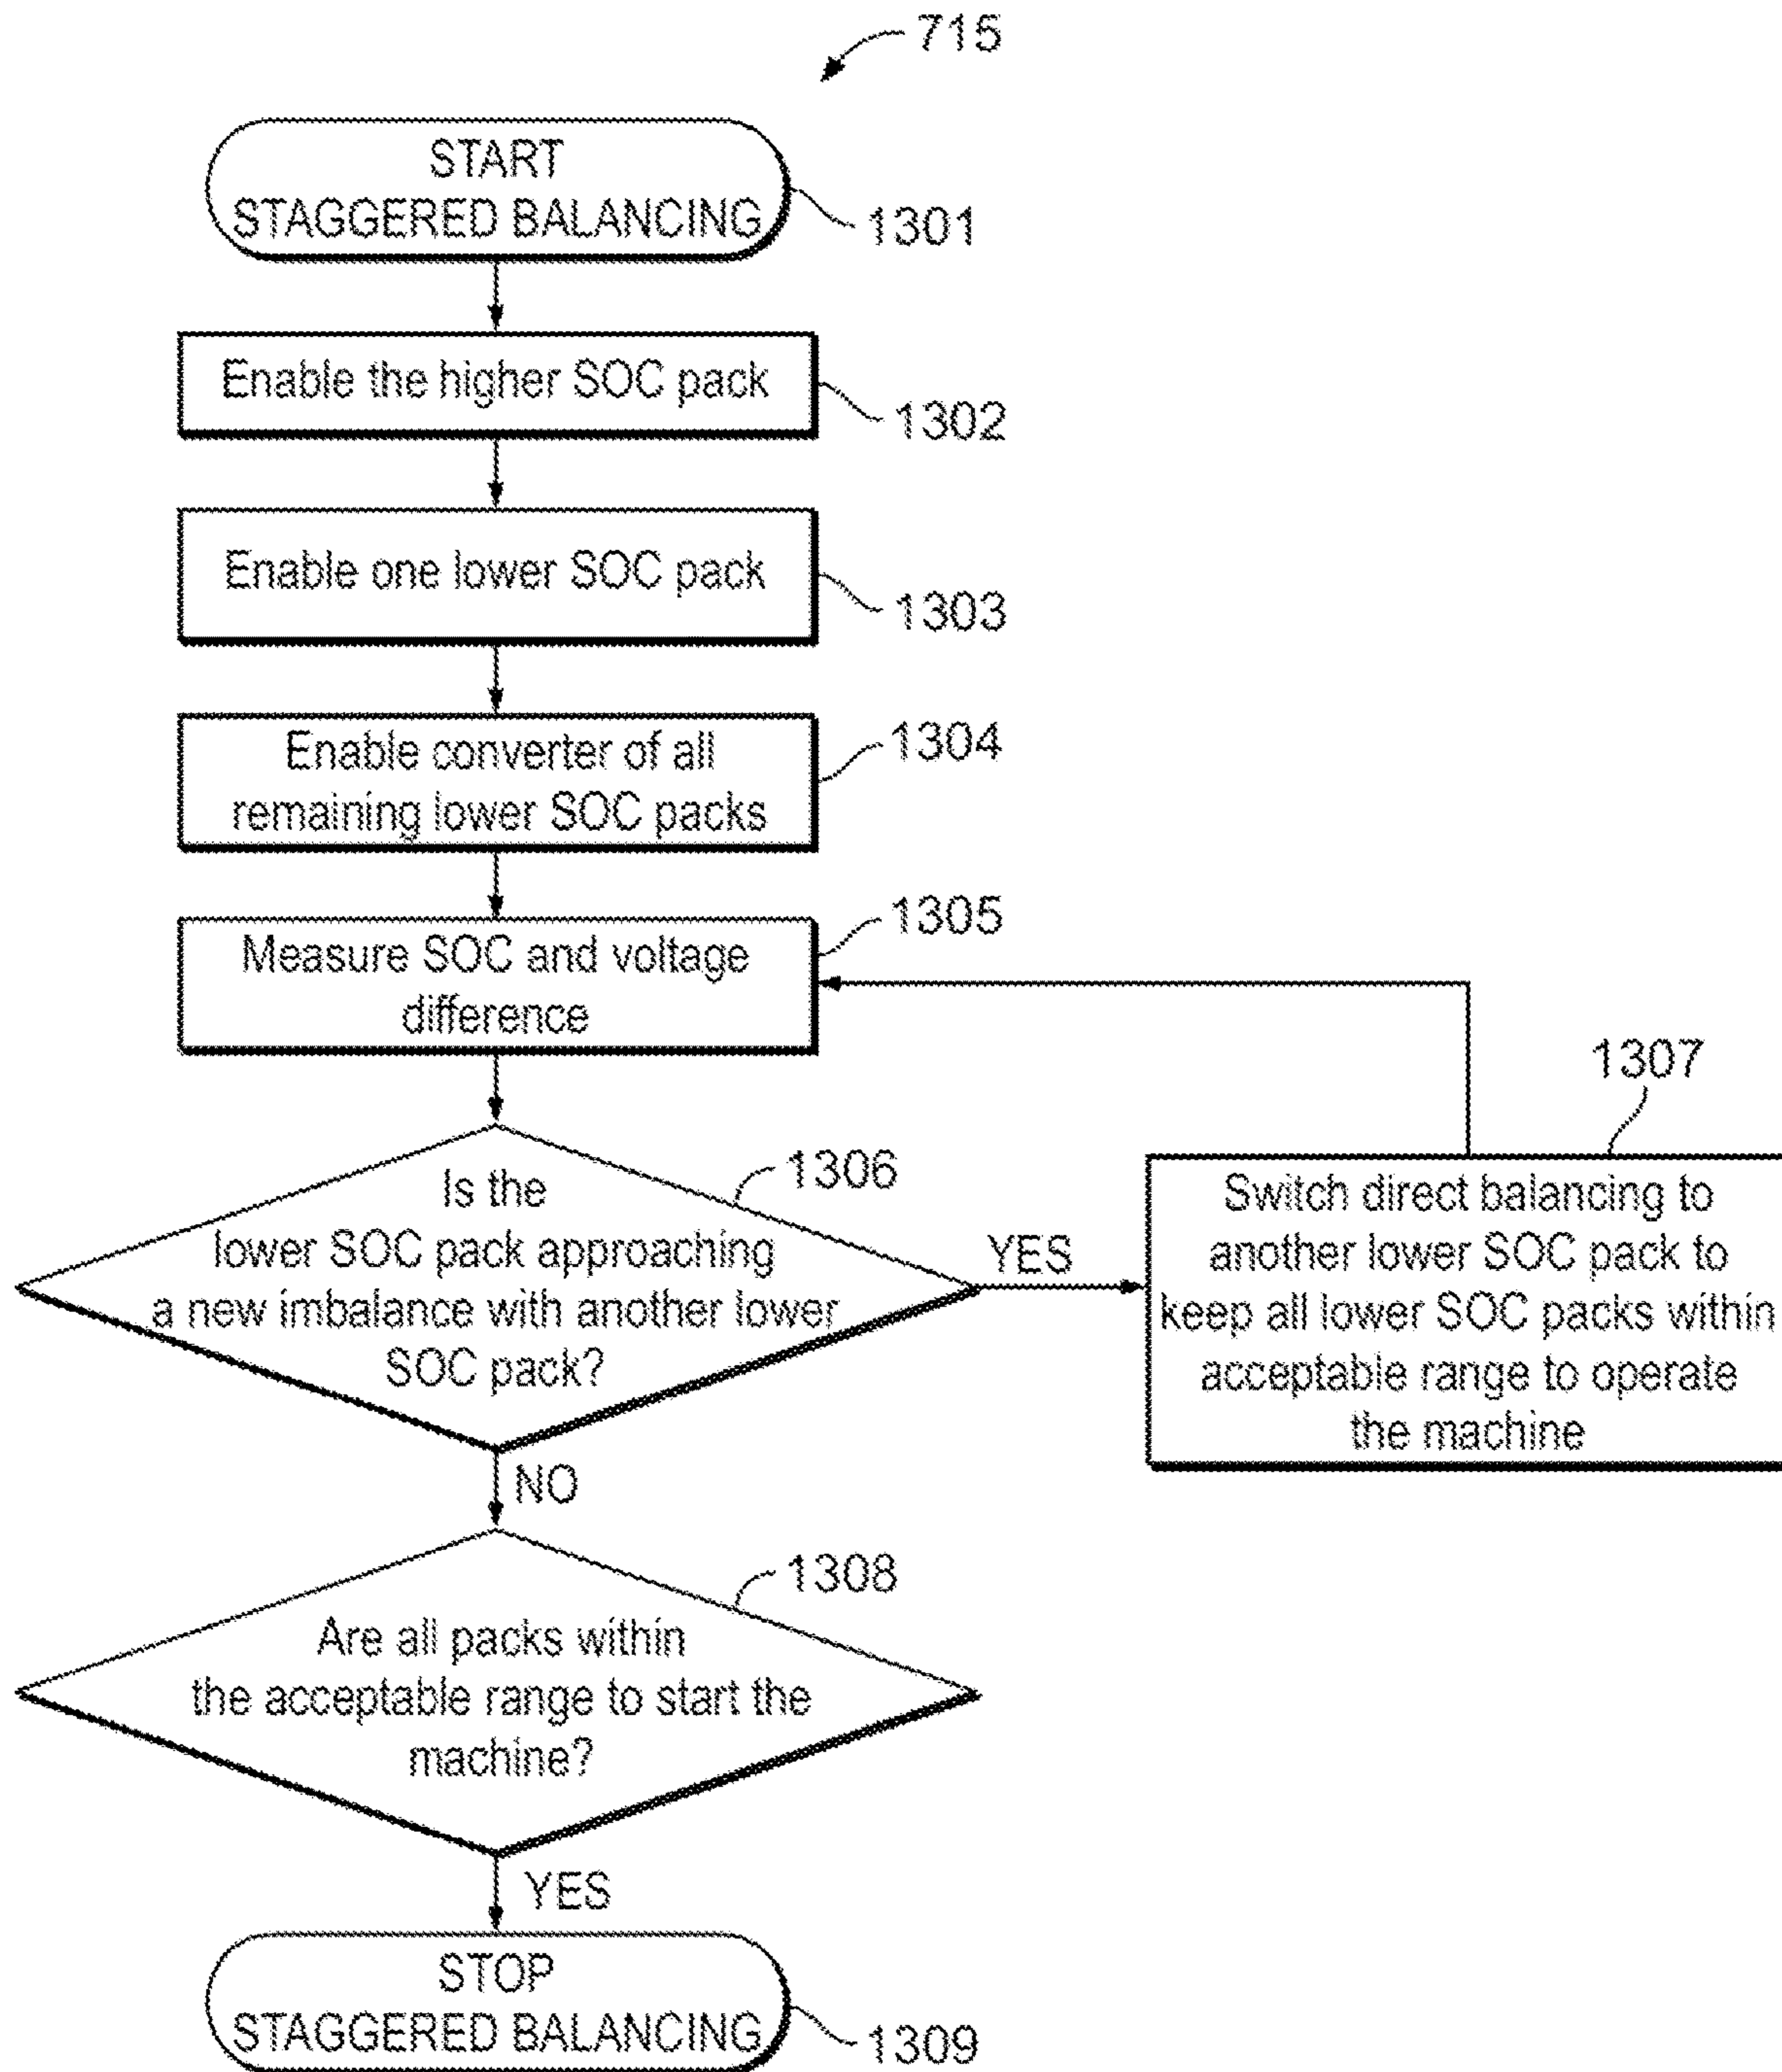 715
START
STAGGERED BALANCING
1301
Enable the higher SOC pack
1302
Enable one lower SOC pack
1303
Enable converter of all
remaining lower SOC packs
1304
Measure SOC and voltage
difference
1305
Is the
lower SOC pack approaching
a new imbalance with another lower
SOC pack?
1306
YES
1307
Switch direct balancing to
another lower SOC pack to
keep all lower SOC packs within
acceptable range to operate
the machine
NO
Are all packs within
the acceptable range to start the
machine?
1308
YES
STOP
STAGGERED BALANCING
1309